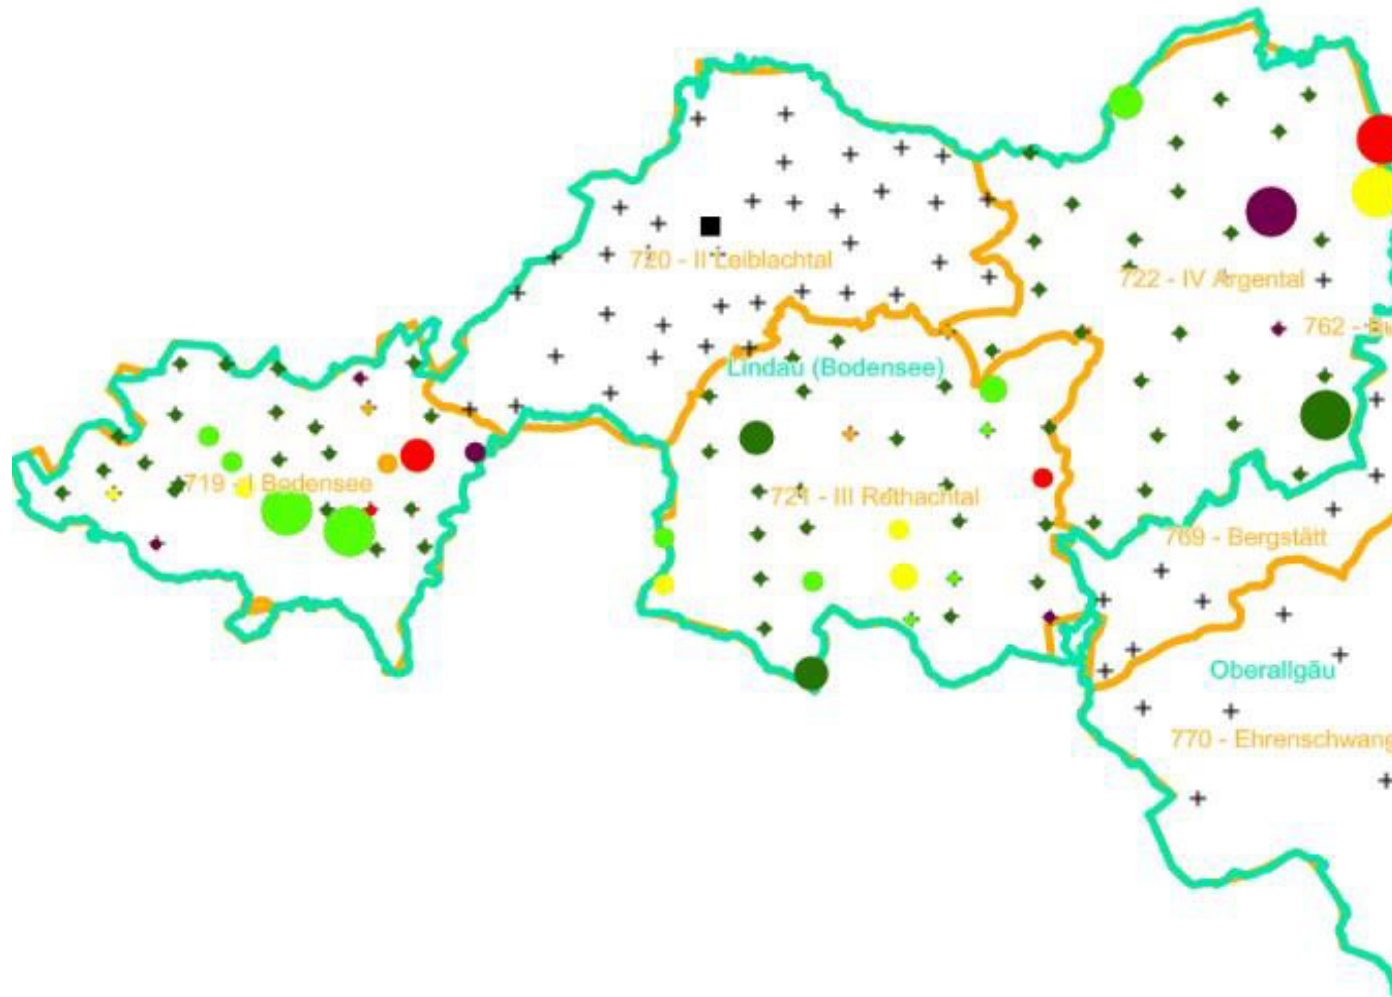 720 - II Leiblachtal
722 - IV Argental
762 - 
Lindau (Bodensee)
719 - I Bodensee
721 - III Rothachtal
769 - Bergstätt
Oberallgäu
770 - Ehrenschwang